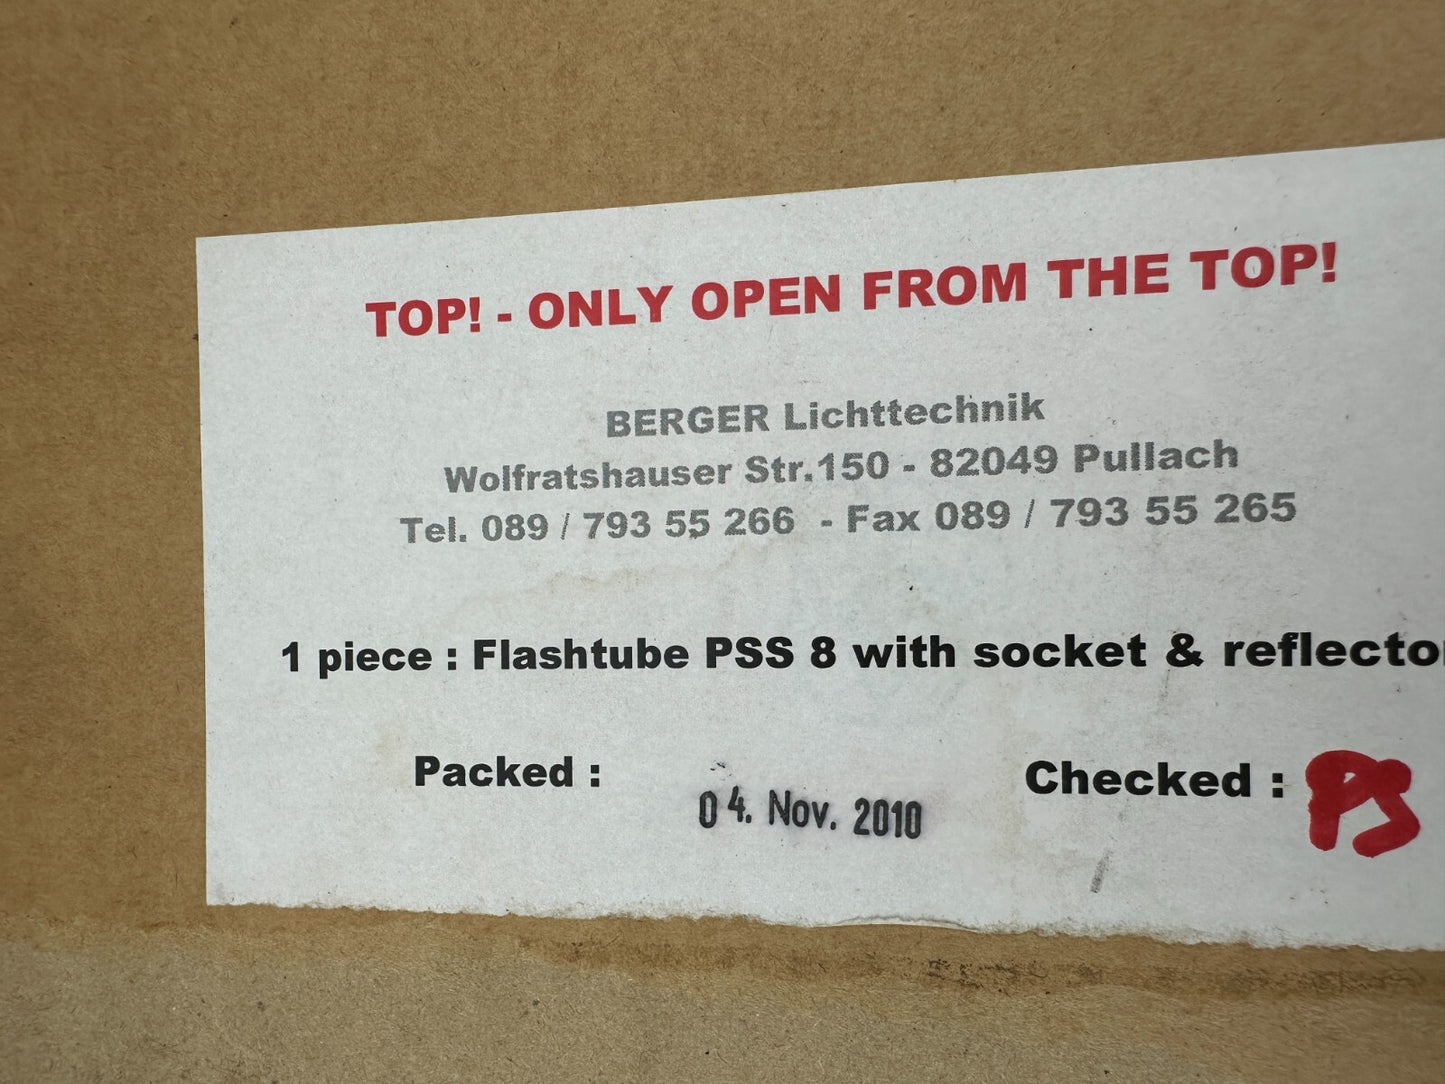 TOP! - ONLY OPEN FROM THE TOP!
BERGER Lichttechnik
Wolfratshauser Str.150 - 82049 Pullach
Tel. 089 / 793 55 266 - Fax 089 / 793 55 265
1 piece : Flashtube PSS 8 with socket & reflector
Packed : 04. Nov. 2010 Checked : PS